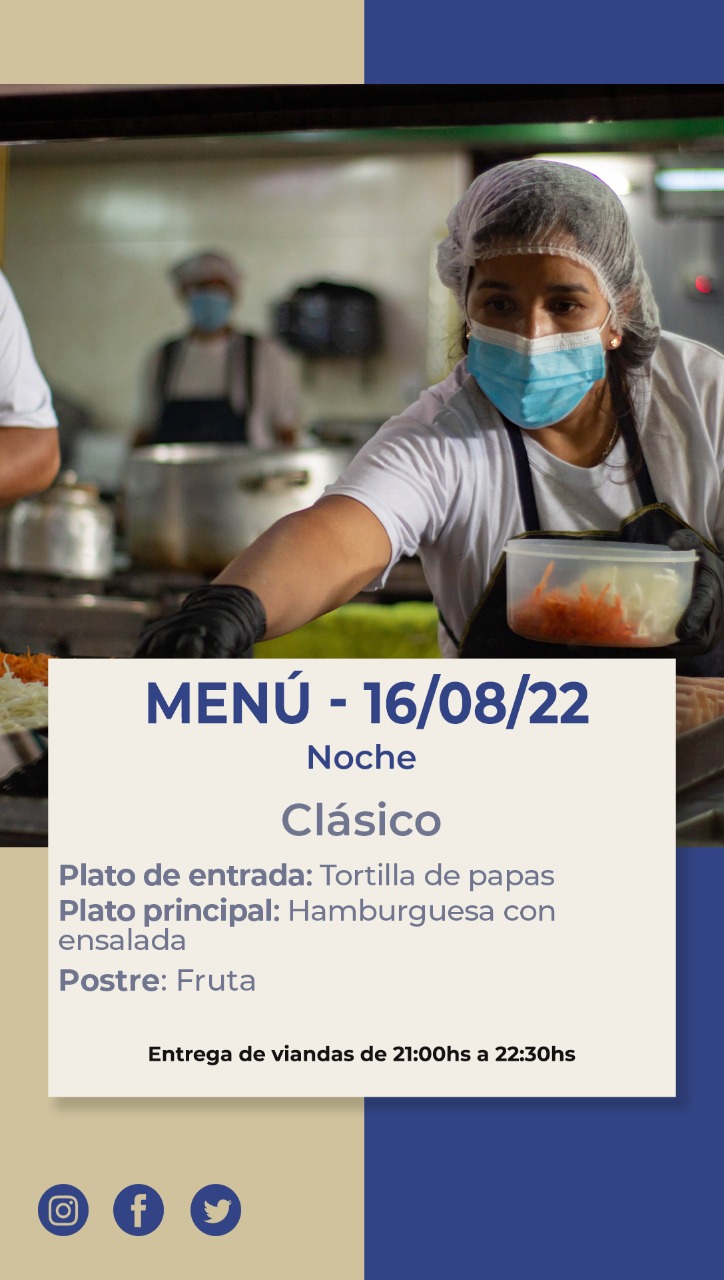 MENÚ - 16/08/22
Noche
Clásico
Plato de entrada: Tortilla de papas
Plato principal: Hamburguesa con
ensalada
Postre: Fruta
Entrega de viandas de 21:00hs a 22:30hs